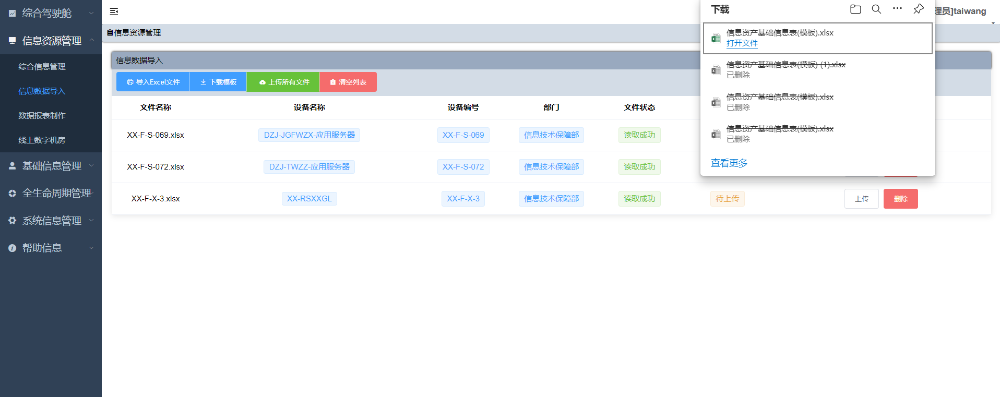 综合驾驶舱
信息资源管理
综合信息管理
信息数据导入
数据报表制作
线上数字机房
基础信息管理
全生命周期管理
系统信息管理
帮助信息
理员]taiwang
信息资源管理
信息数据导入
导入Excel文件 下载模板 上传所有文件 清空列表
文件名称 设备名称 设备编号 部门 文件状态
XX-F-S-069.xlsx DZJ-JGFWZX-应用服务器 XX-F-S-069 信息技术保障部 读取成功
XX-F-S-072.xlsx DZJ-TWZZ-应用服务器 XX-F-S-072 信息技术保障部 读取成功
XX-F-X-3.xlsx XX-RSXXGL XX-F-X-3 信息技术保障部 读取成功 待上传 上传 删除
下载
信息资产基础信息表(模板).xlsx
打开文件
信息资产基础信息表(模板) (1).xlsx
已删除
信息资产基础信息表(模板).xlsx
已删除
信息资产基础信息表(模板).xlsx
已删除
查看更多